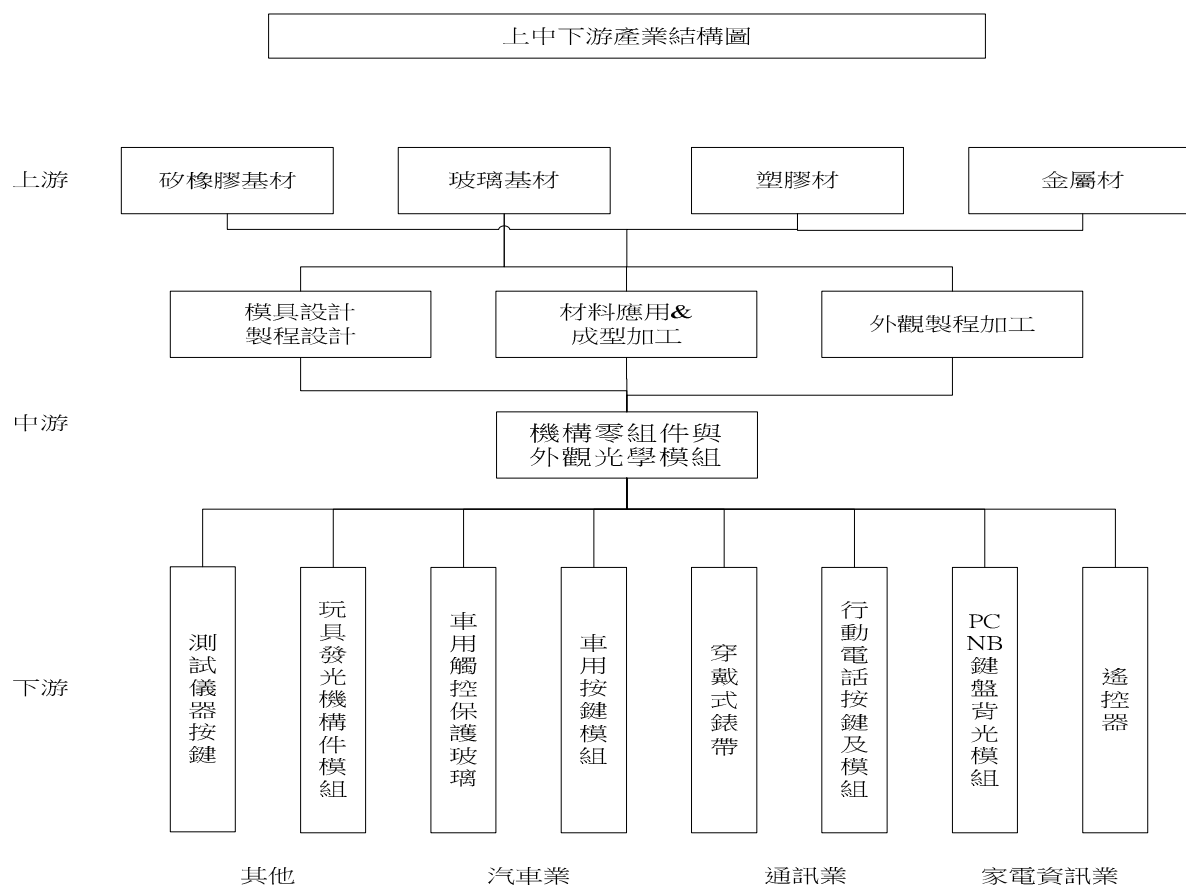 上中下游產業結構圖
上游
矽橡膠基材
玻璃基材
塑膠材
金屬材
模具設計
製程設計
材料應用&
成型加工
外觀製程加工
中游
機構零組件與
外觀光學模組
下游
測試儀器按鍵
玩具發光機構件模組
車用觸控保護玻璃
車用按鍵模組
穿戴式錶帶
行動電話按鍵及模組
PC
NB
鍵盤背光模組
遙控器
其他
汽車業
通訊業
家電資訊業